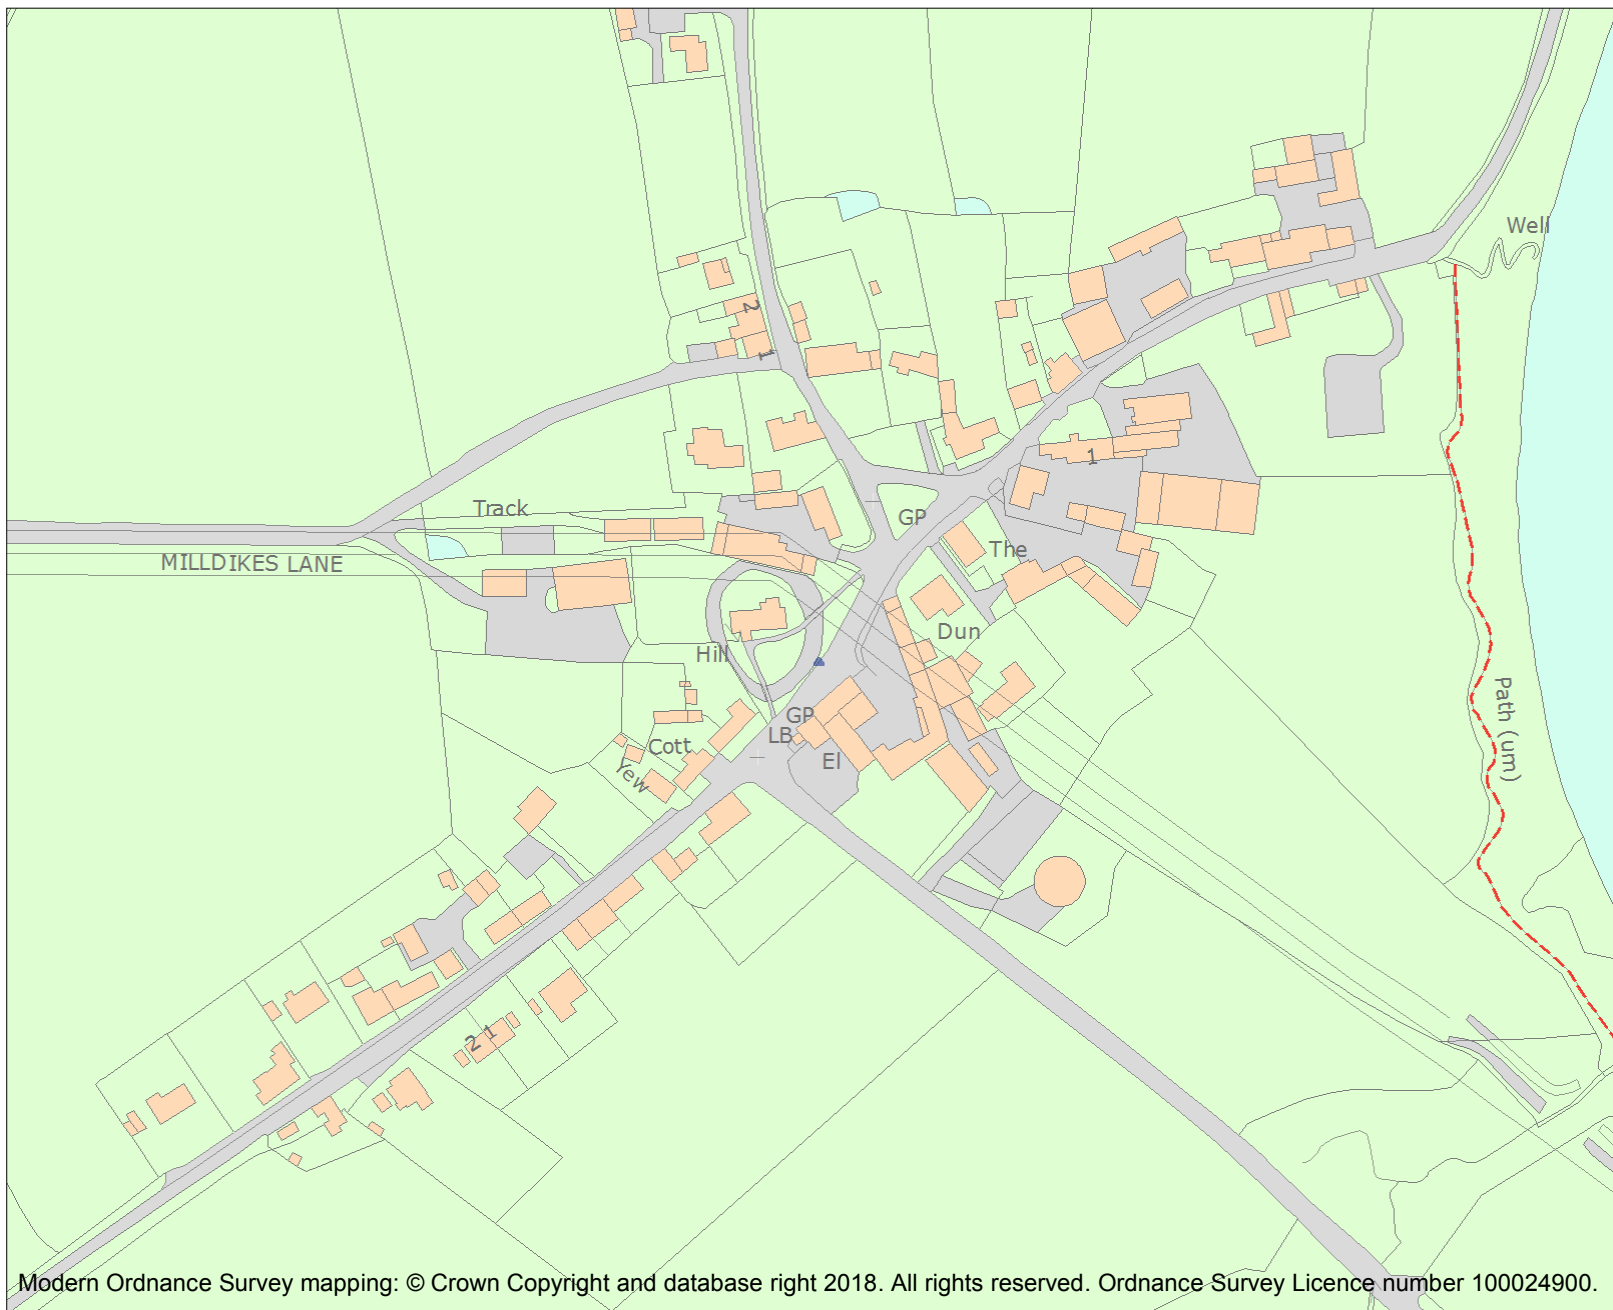 Well
2
1
1
Track
GP
The
MILLDIKES LANE
Dun
Hill
Path (um)
GP
LB
Cott
El
Yew
2 1
Modern Ordnance Survey mapping: © Crown Copyright and database right 2018. All rights reserved. Ordnance Survey Licence number 100024900.